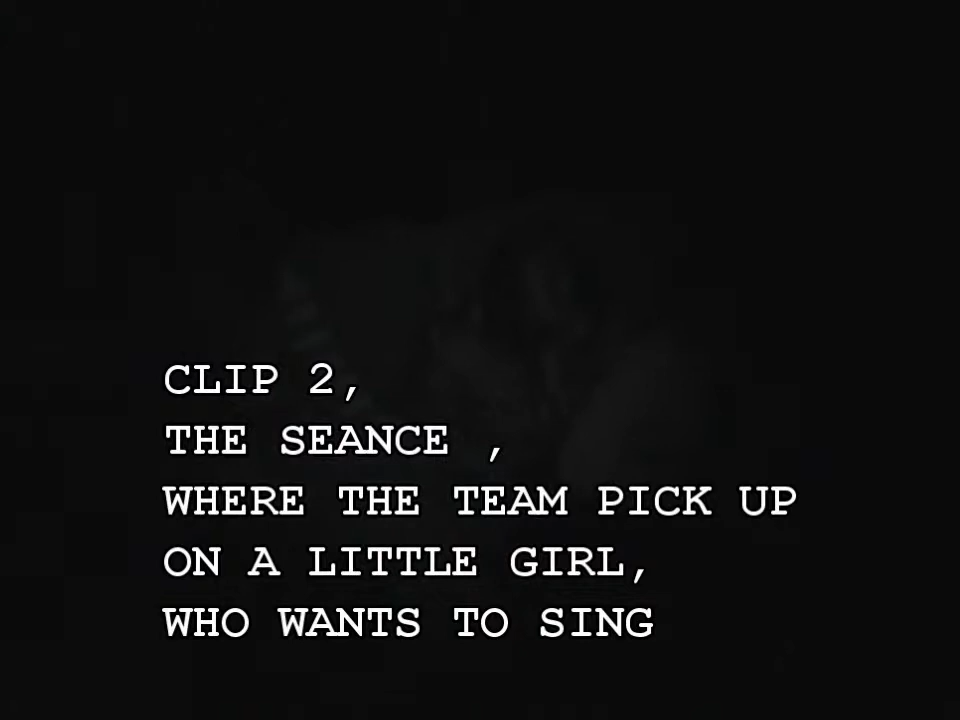 CLIP 2,
THE SEANCE ,
WHERE THE TEAM PICK UP
ON A LITTLE GIRL,
WHO WANTS TO SING